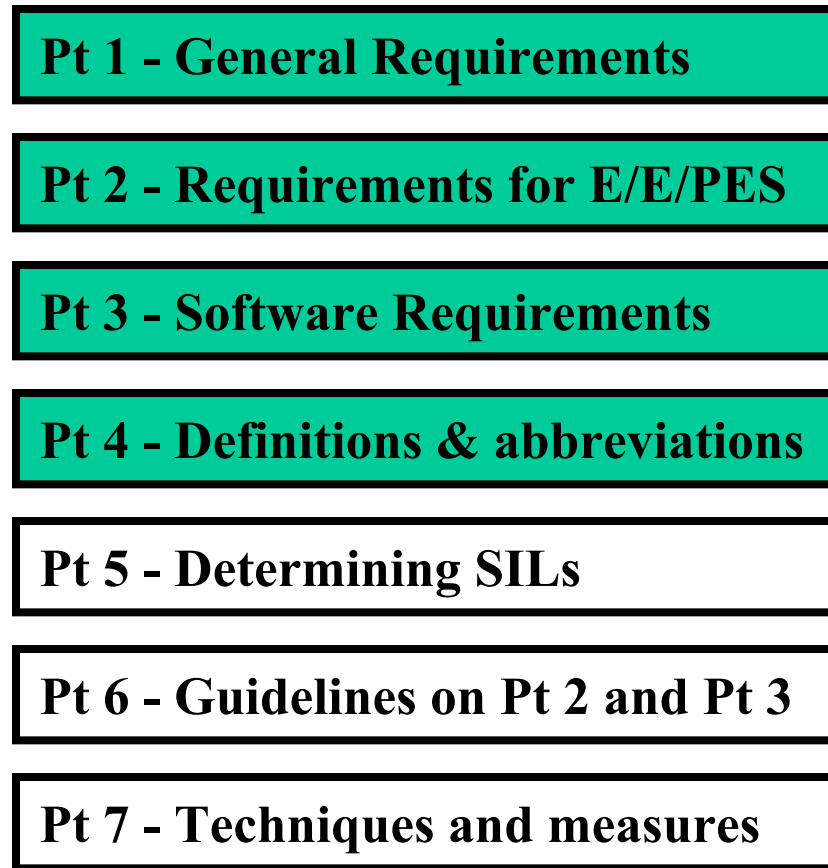 Pt 1 - General Requirements
Pt 2 - Requirements for E/E/PES
Pt 3 - Software Requirements
Pt 4 - Definitions & abbreviations
Pt 5 - Determining SILs
Pt 6 - Guidelines on Pt 2 and Pt 3
Pt 7 - Techniques and measures